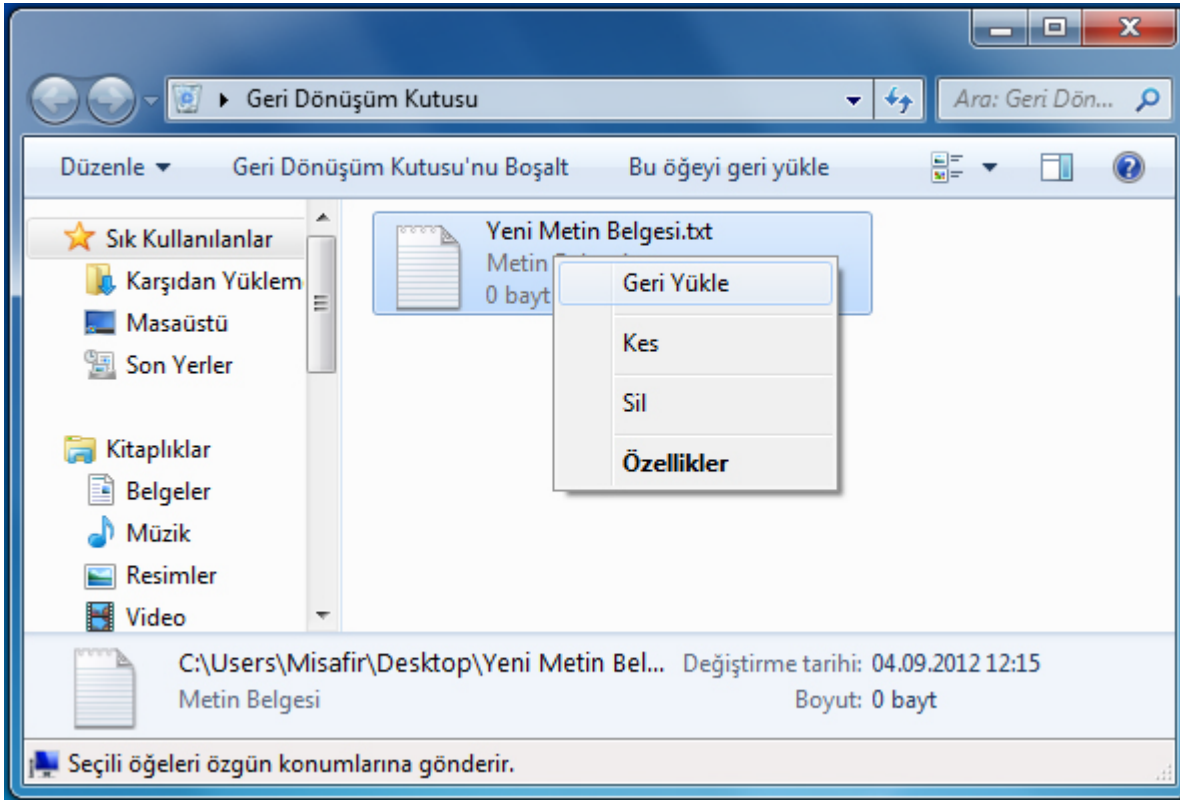 Geri Dönüşüm Kutusu
Ara: Geri Dön...
Düzenle
Geri Dönüşüm Kutusu'nu Boşalt
Bu öğeyi geri yükle
Sık Kullanılanlar
Karşıdan Yüklem
Masaüstü
Son Yerler
Kitaplıklar
Belgeler
Müzik
Resimler
Video
Yeni Metin Belgesi.txt
Metin
0 bayt
Geri Yükle
Kes
Sil
Özellikler
C:\Users\Misafir\Desktop\Yeni Metin Bel...
Değiştirme tarihi: 04.09.2012 12:15
Metin Belgesi
Boyut: 0 bayt
Seçili öğeleri özgün konumlarına gönderir.